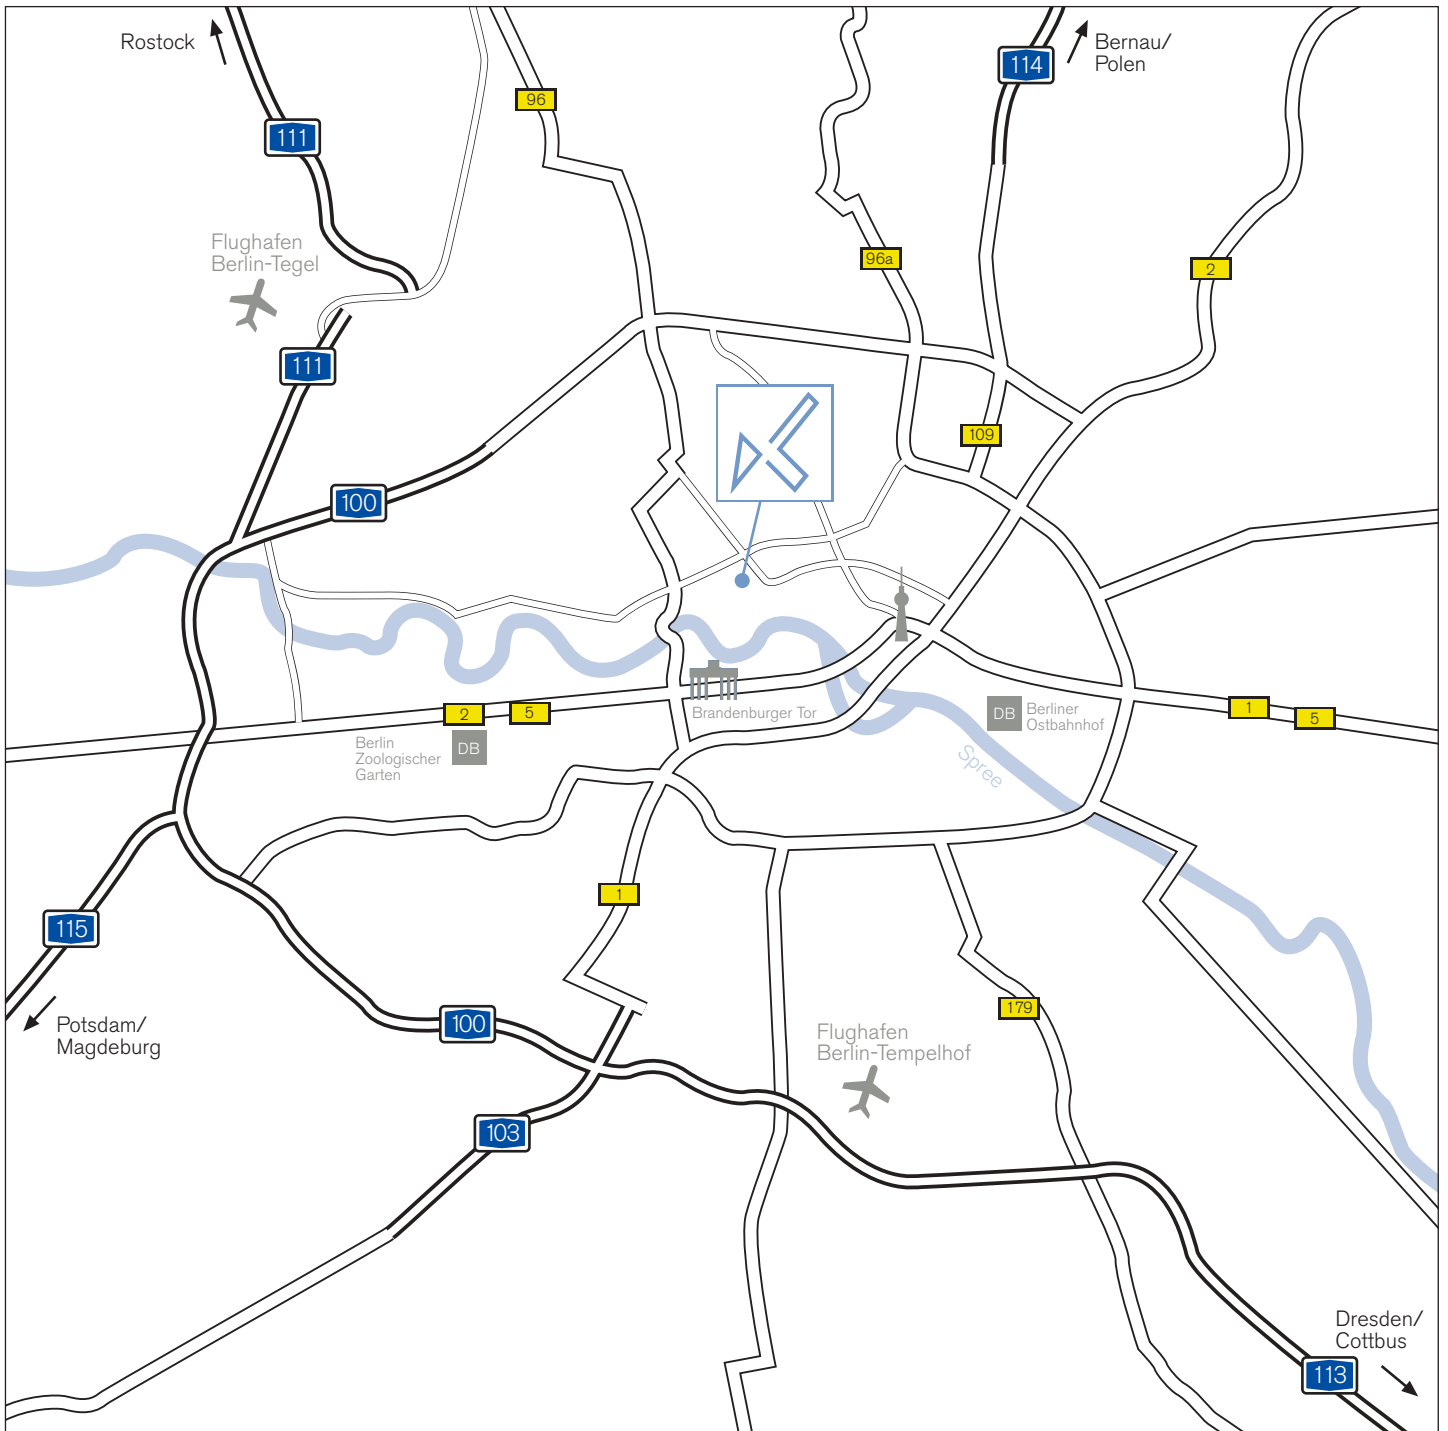 Rostock
Bernau/
Polen
114
96
111
Flughafen
Berlin-Tegel
96a
2
111
109
100
Brandenburger Tor
2
5
Berlin
Zoologischer
Garten
DB
DB
Berliner
Ostbahnhof
1
5
Spree
1
115
Potsdam/
Magdeburg
100
179
Flughafen
Berlin-Tempelhof
103
Dresden/
Cottbus
113